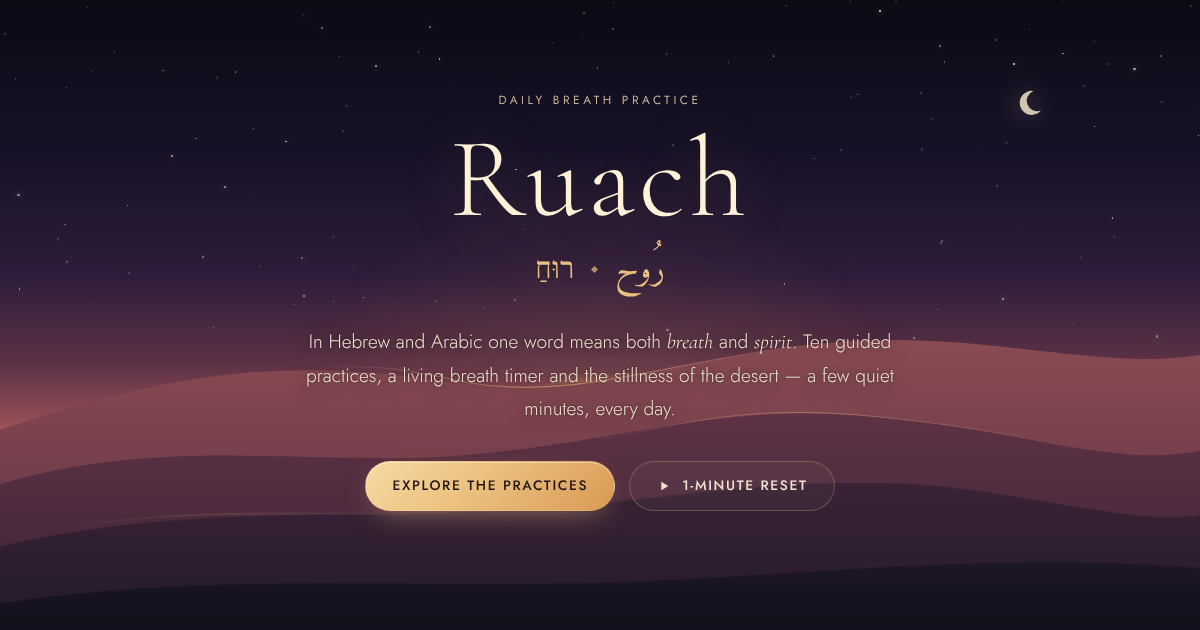 DAILY BREATH PRACTICE
Ruach
רוּחַ ◆ رُوح
In Hebrew and Arabic one word means both breath and spirit. Ten guided
practices, a living breath timer and the stillness of the desert — a few quiet
minutes, every day.
EXPLORE THE PRACTICES
▶ 1-MINUTE RESET